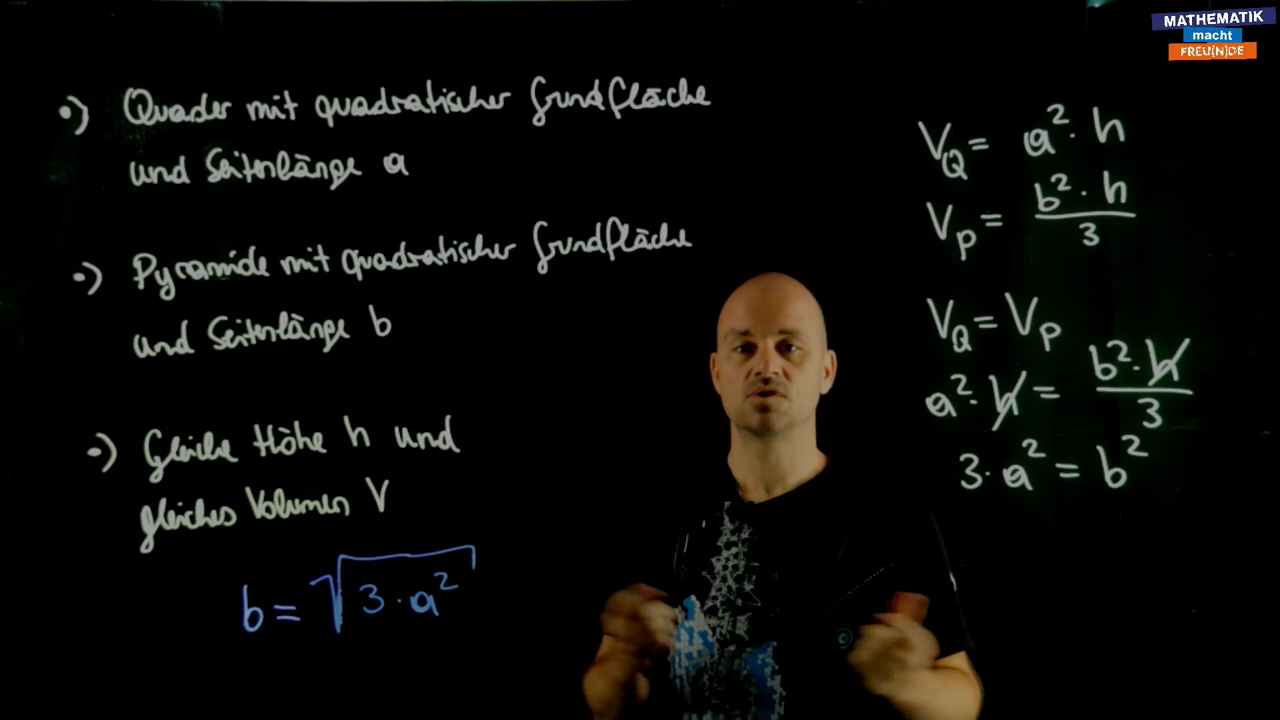 MATHEMATIK
macht
FREU(N)DE
•) Quader mit quadratischer Grundfläche
und Seitenlänge a
•) Pyramide mit quadratischer Grundfläche
und Seitenlänge b
•) Gleiche Höhe h und
gleiches Volumen V
b = √(3·a²)
V_Q = a²·h
V_P = b²·h/3
V_Q = V_P
a²·h = b²·h/3
3·a² = b²